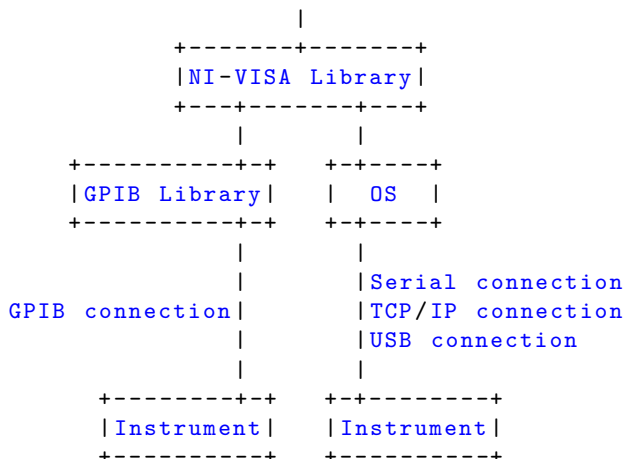 NI-VISA Library
GPIB Library OS
Serial connection
GPIB connection TCP/IP connection
USB connection
Instrument Instrument